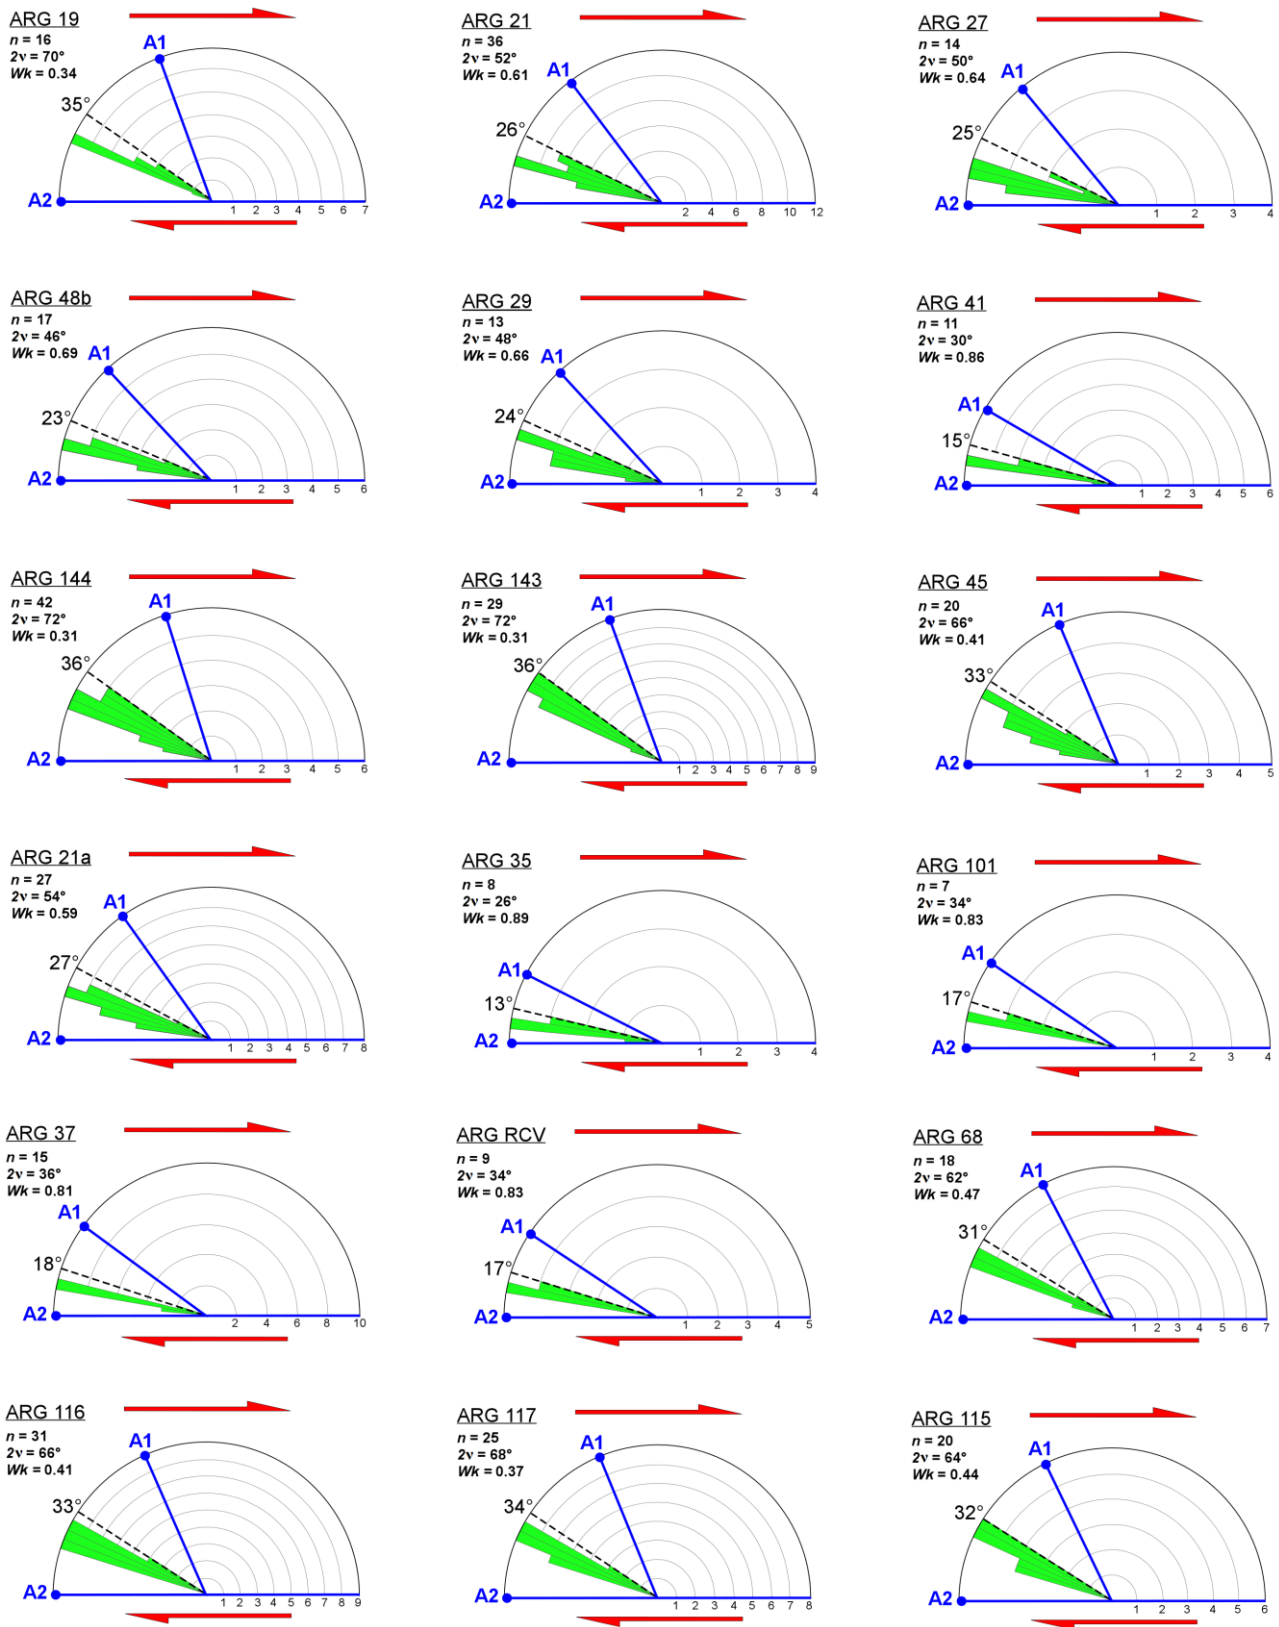 ARG 19
n = 16
2ν = 70°
Wk = 0.34
A1
35°
A2
1 2 3 4 5 6 7
ARG 21
n = 36
2ν = 52°
Wk = 0.61
A1
26°
A2
2 4 6 8 10 12
ARG 27
n = 14
2ν = 50°
Wk = 0.64
A1
25°
A2
1 2 3 4
ARG 48b
n = 17
2ν = 46°
Wk = 0.69
A1
23°
A2
1 2 3 4 5 6
ARG 29
n = 13
2ν = 48°
Wk = 0.66
A1
24°
A2
1 2 3 4
ARG 41
n = 11
2ν = 30°
Wk = 0.86
A1
15°
A2
1 2 3 4 5 6
ARG 144
n = 42
2ν = 72°
Wk = 0.31
A1
36°
A2
1 2 3 4 5 6
ARG 143
n = 29
2ν = 72°
Wk = 0.31
A1
36°
A2
1 2 3 4 5 6 7 8 9
ARG 45
n = 20
2ν = 66°
Wk = 0.41
A1
33°
A2
1 2 3 4 5
ARG 21a
n = 27
2ν = 54°
Wk = 0.59
A1
27°
A2
1 2 3 4 5 6 7 8
ARG 35
n = 8
2ν = 26°
Wk = 0.89
A1
13°
A2
1 2 3 4
ARG 101
n = 7
2ν = 34°
Wk = 0.83
A1
17°
A2
1 2 3 4
ARG 37
n = 15
2ν = 36°
Wk = 0.81
A1
18°
A2
2 4 6 8 10
ARG RCV
n = 9
2ν = 34°
Wk = 0.83
A1
17°
A2
1 2 3 4 5
ARG 68
n = 18
2ν = 62°
Wk = 0.47
A1
31°
A2
1 2 3 4 5 6 7
ARG 116
n = 31
2ν = 66°
Wk = 0.41
A1
33°
A2
1 2 3 4 5 6 7 8 9
ARG 117
n = 25
2ν = 68°
Wk = 0.37
A1
34°
A2
1 2 3 4 5 6 7 8
ARG 115
n = 20
2ν = 64°
Wk = 0.44
A1
32°
A2
1 2 3 4 5 6